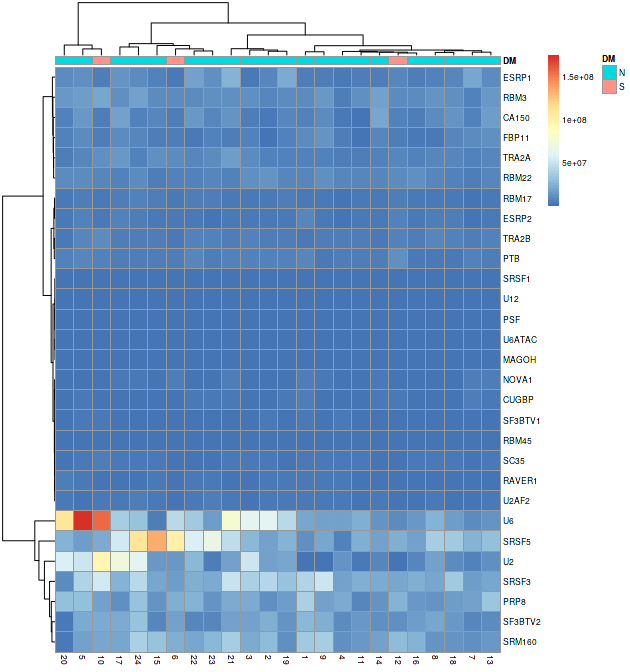 DM
DM
1.5e+08
1e+08
5e+07
N
S
ESRP1
RBM3
CA150
FBP11
TRA2A
RBM22
RBM17
ESRP2
TRA2B
PTB
SRSF1
U12
PSF
U6ATAC
MAGOH
NOVA1
CUGBP
SF3BTV1
RBM45
SC35
RAVER1
U2AF2
U6
SRSF5
U2
SRSF3
PRP8
SF3BTV2
SRM160
20 5 10 17 24 15 6 22 23 21 3 2 19 1 9 4 11 14 12 16 8 18 7 13